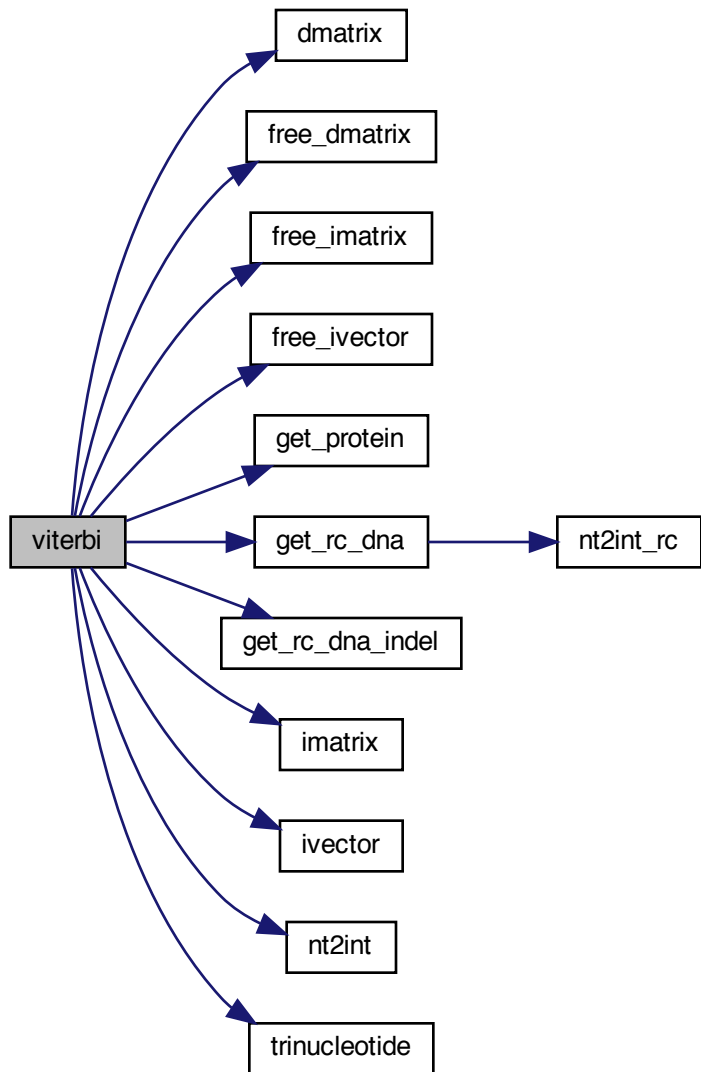 dmatrix
free_dmatrix
free_imatrix
free_ivector
get_protein
viterbi
get_rc_dna
nt2int_rc
get_rc_dna_indel
imatrix
ivector
nt2int
trinucleotide